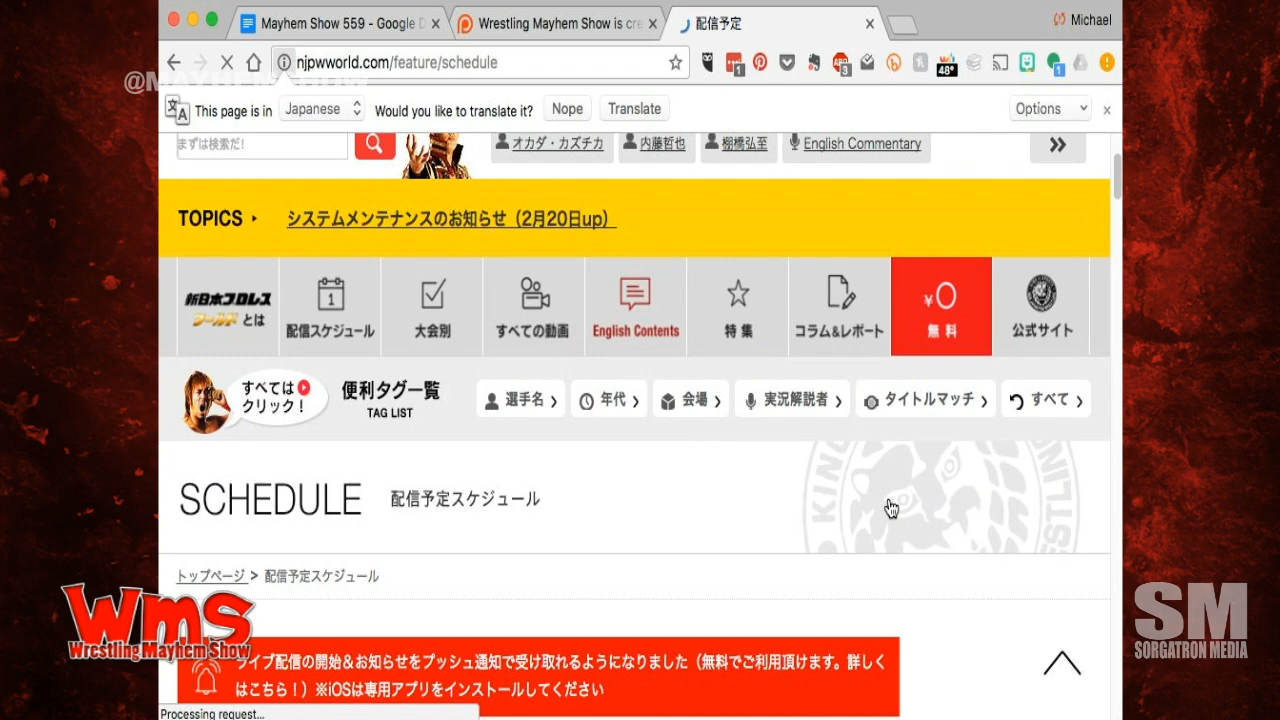 Mayhem Show 559 - Google D
Wrestling Mayhem Show is cre
配信予定
Michael
njpwworld.com/feature/schedule
1
3
48°
1
@MAYHEMSHOW
This page is in
Japanese
Would you like to translate it?
Nope
Translate
Options
まずは検索だ!
オカダ・カズチカ
内藤哲也
棚橋弘至
English Commentary
TOPICS
システムメンテナンスのお知らせ（2月20日up）
新日本プロレス
ワールド とは
1
配信スケジュール
大会別
すべての動画
English Contents
特集
コラム&レポート
¥0
無料
公式サイト
すべては
クリック！
便利タグ一覧
TAG LIST
選手名
年代
会場
実況解説者
タイトルマッチ
すべて
SCHEDULE
配信予定スケジュール
トップページ > 配信予定スケジュール
ライブ配信の開始＆お知らせをプッシュ通知で受け取れるようになりました（無料でご利用頂けます。詳しく
はこちら！）※iOSは専用アプリをインストールしてください
Processing request...
WMS
Wrestling Mayhem Show
SM
SORGATRON MEDIA